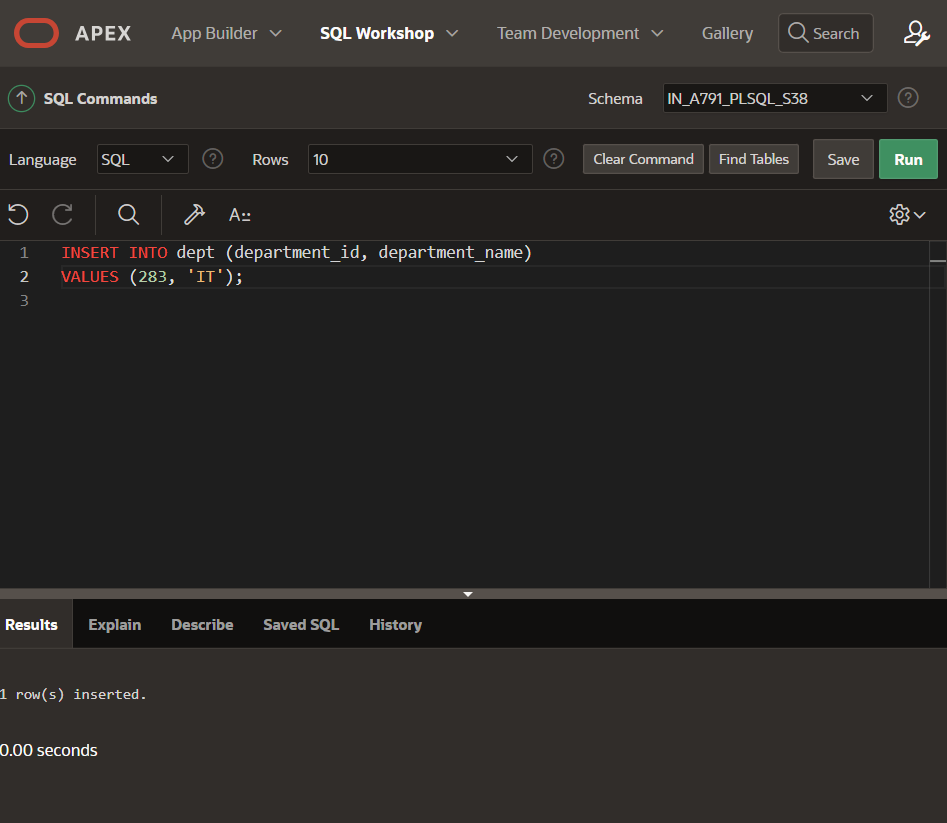 APEX App Builder SQL Workshop Team Development Gallery Search
SQL Commands Schema IN_A791_PLSQL_S38 ?
Language SQL ? Rows 10 ? Clear Command Find Tables Save Run
A::
1 INSERT INTO dept (department_id, department_name)
2 VALUES (283, 'IT');
3
Results Explain Describe Saved SQL History
1 row(s) inserted.
0.00 seconds